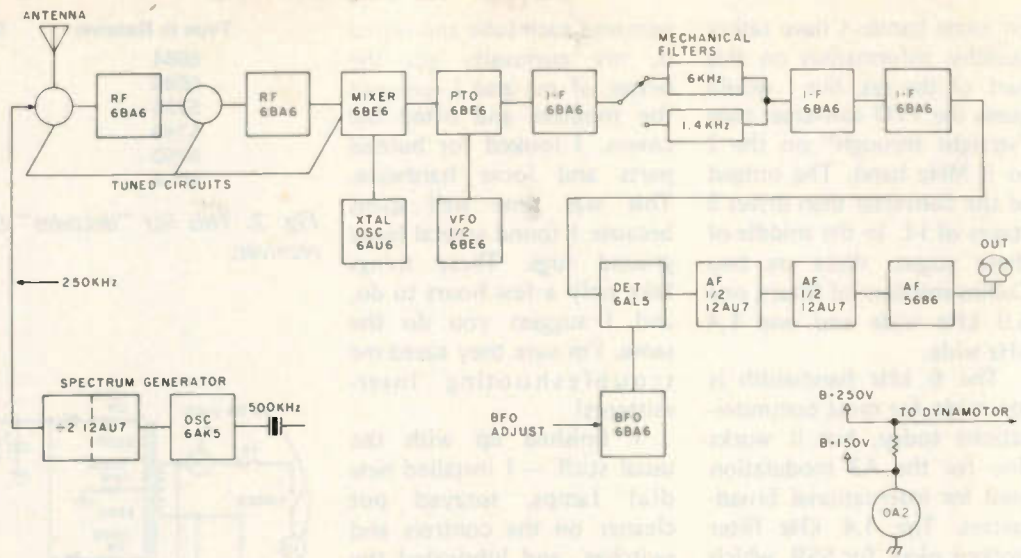 ANTENNA
RF
6BA6
RF
6BA6
MIXER
6BE6
PTO
6BE6
6BA6
MECHANICAL
FILTERS
6KHz
1.4KHz
IF
6BA6
IF
6BA6
TUNED CIRCUITS
XTAL
OSC
6AU6
VFO
1/2
6BE6
250KHz
DET
6AL5
AF
1/2
12AU7
AF
1/2
12AU7
AF
5686
OUT
SPECTRUM GENERATOR
÷2 12AU7
OSC
6AK5
500KHz
BFO
ADJUST
BFO
6BA6
B+250V
B+150V
TO DYNAMOTOR
OA2